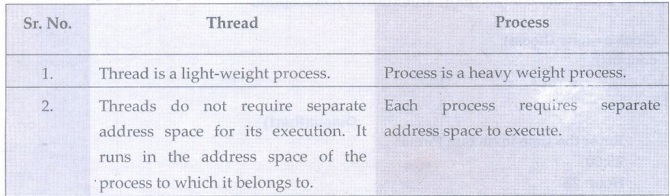 Sr. No. Thread Process
1. Thread is a light-weight process. Process is a heavy weight process.
2. Threads do not require separate Each process requires separate
address space for its execution. It address space to execute.
runs in the address space of the
process to which it belongs to.